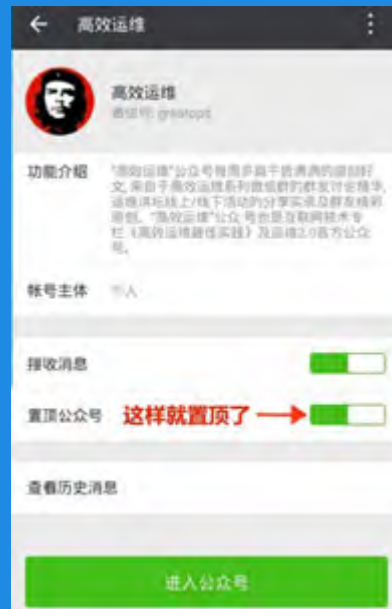 高效运维
高效运维
微信号: greatops
功能介绍
"高效运维"公众号每周多篇干货满满的原创好
文,来自于高效运维系列微信群的群友讨论精华、
运维讲坛线上/线下活动的分享实录及群友精彩
原创。"高效运维"公众号也是互联网技术专
栏《高效运维最佳实践》及运维2.0官方公众
号。
帐号主体 个人
接收消息
置顶公众号 这样就置顶了
查看历史消息
进入公众号